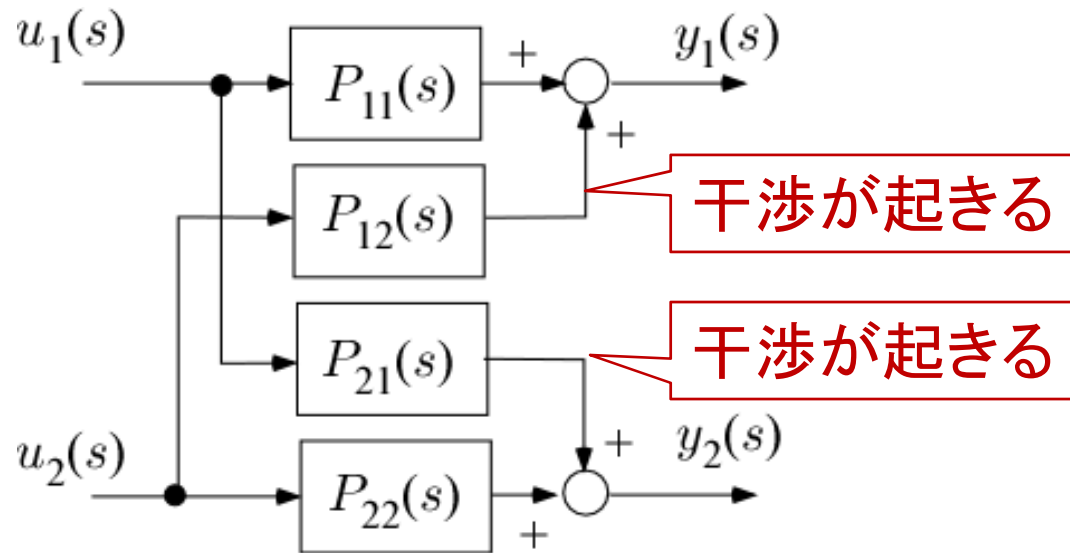 u₁(s)
P₁₁(s)
+
+
y₁(s)
P₁₂(s)
干渉が起きる
P₂₁(s)
干渉が起きる
u₂(s)
P₂₂(s)
+
+
y₂(s)